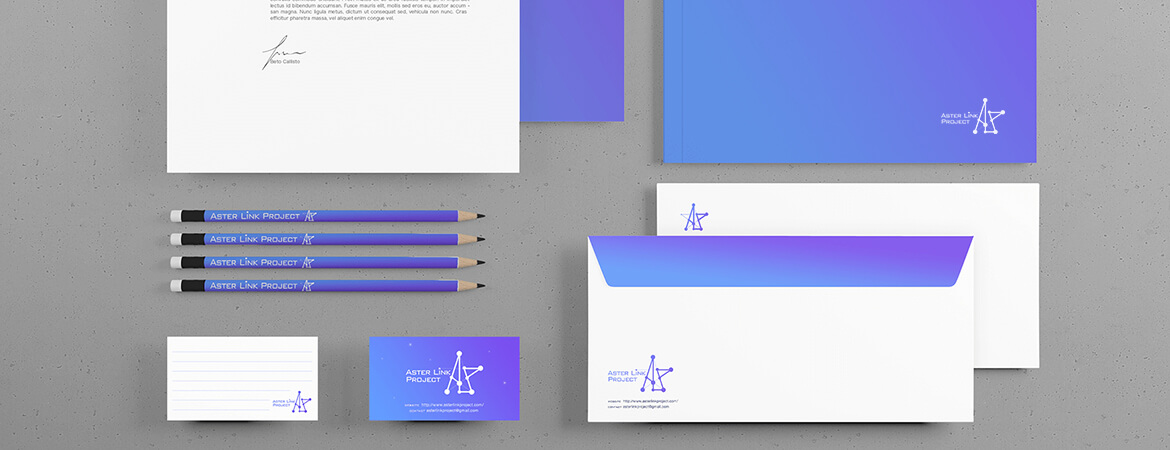 lectus id bibendum accumsan. Fusce mauris elit, mollis sed eros eu, auctor accum-
san magna. Nunc ligula metus, dictum ut consequat sed, vehicula non nunc. Cras
efficitur pharetra massa, vel aliquet enim congue vel.
Berto Callisto
ASTER LINK
PROJECT
ASTER LINK PROJECT
ASTER LINK PROJECT
ASTER LINK PROJECT
ASTER LINK PROJECT
ASTER LINK
PROJECT
ASTER LINK
PROJECT
WEBSITE http://www.asterlinkproject.com/
CONTACT asterlinkproject@gmail.com
ASTER LINK
PROJECT
WEBSITE http://www.asterlinkproject.com/
CONTACT asterlinkproject@gmail.com